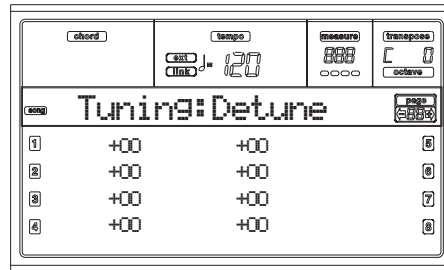 chord tempo measure transpose
ext
link ♩= 120 888 C 0
octave
song Tuning:Detune page
88
1 +00 +00 5
2 +00 +00 6
3 +00 +00 7
4 +00 +00 8